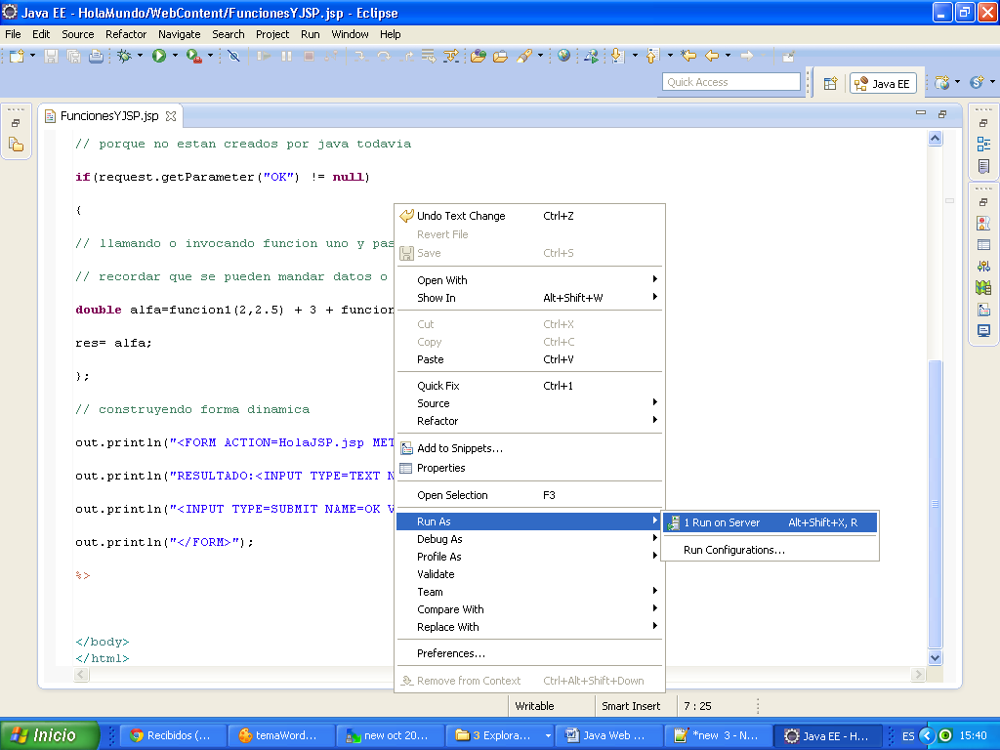 Java EE - HolaMundo/WebContent/FuncionesYJSP.jsp - Eclipse
File Edit Source Refactor Navigate Search Project Run Window Help
Quick Access
Java EE
FuncionesYJSP.jsp
// porque no estan creados por java todavia
if(request.getParameter("OK") != null)
{
// llamando o invocando funcion uno y pas
// recordar que se pueden mandar datos o
double alfa=funcion1(2,2.5) + 3 + funcion
res= alfa;
};
// construyendo forma dinamica
out.println("<FORM ACTION=HolaJSP.jsp MET
out.println("RESULTADO:<INPUT TYPE=TEXT N
out.println("<INPUT TYPE=SUBMIT NAME=OK V
out.println("</FORM>");
%>
</body>
</html>
Undo Text Change Ctrl+Z
Revert File
Save Ctrl+S
Open With
Show In Alt+Shift+W
Cut Ctrl+X
Copy Ctrl+C
Paste Ctrl+V
Quick Fix Ctrl+1
Source
Refactor
Add to Snippets...
Properties
Open Selection F3
Run As
Debug As
Profile As
Validate
Team
Compare With
Replace With
Preferences...
Remove from Context Ctrl+Alt+Shift+Down
1 Run on Server Alt+Shift+X, R
Run Configurations...
Writable Smart Insert 7 : 25
Inicio Recibidos (... temaWord... new oct 20... 3 Explora... Java Web ... *new 3 - N... Java EE - H... ES 15:40